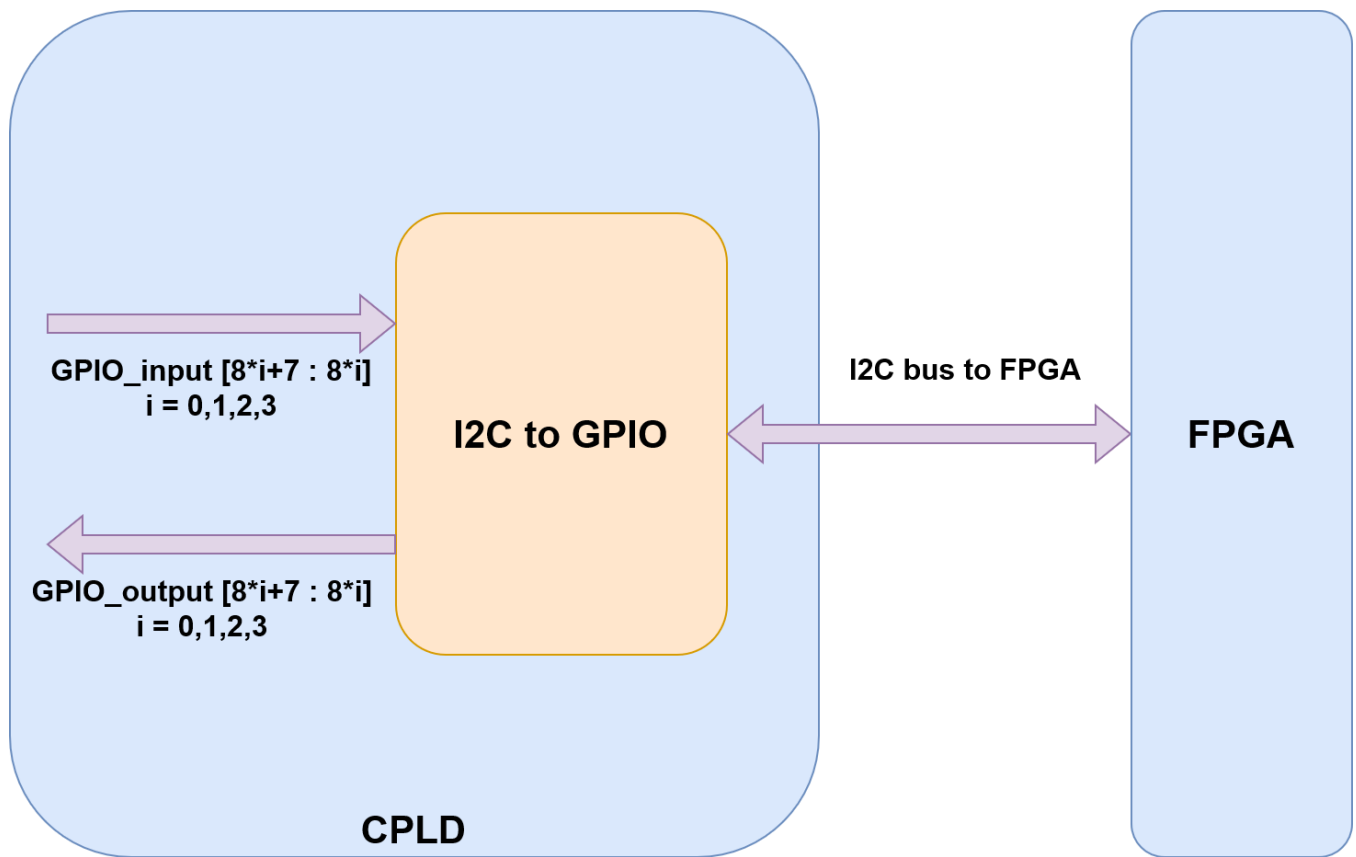 GPIO_input [8*i+7 : 8*i]
i = 0,1,2,3
I2C to GPIO
GPIO_output [8*i+7 : 8*i]
i = 0,1,2,3
CPLD
I2C bus to FPGA
FPGA